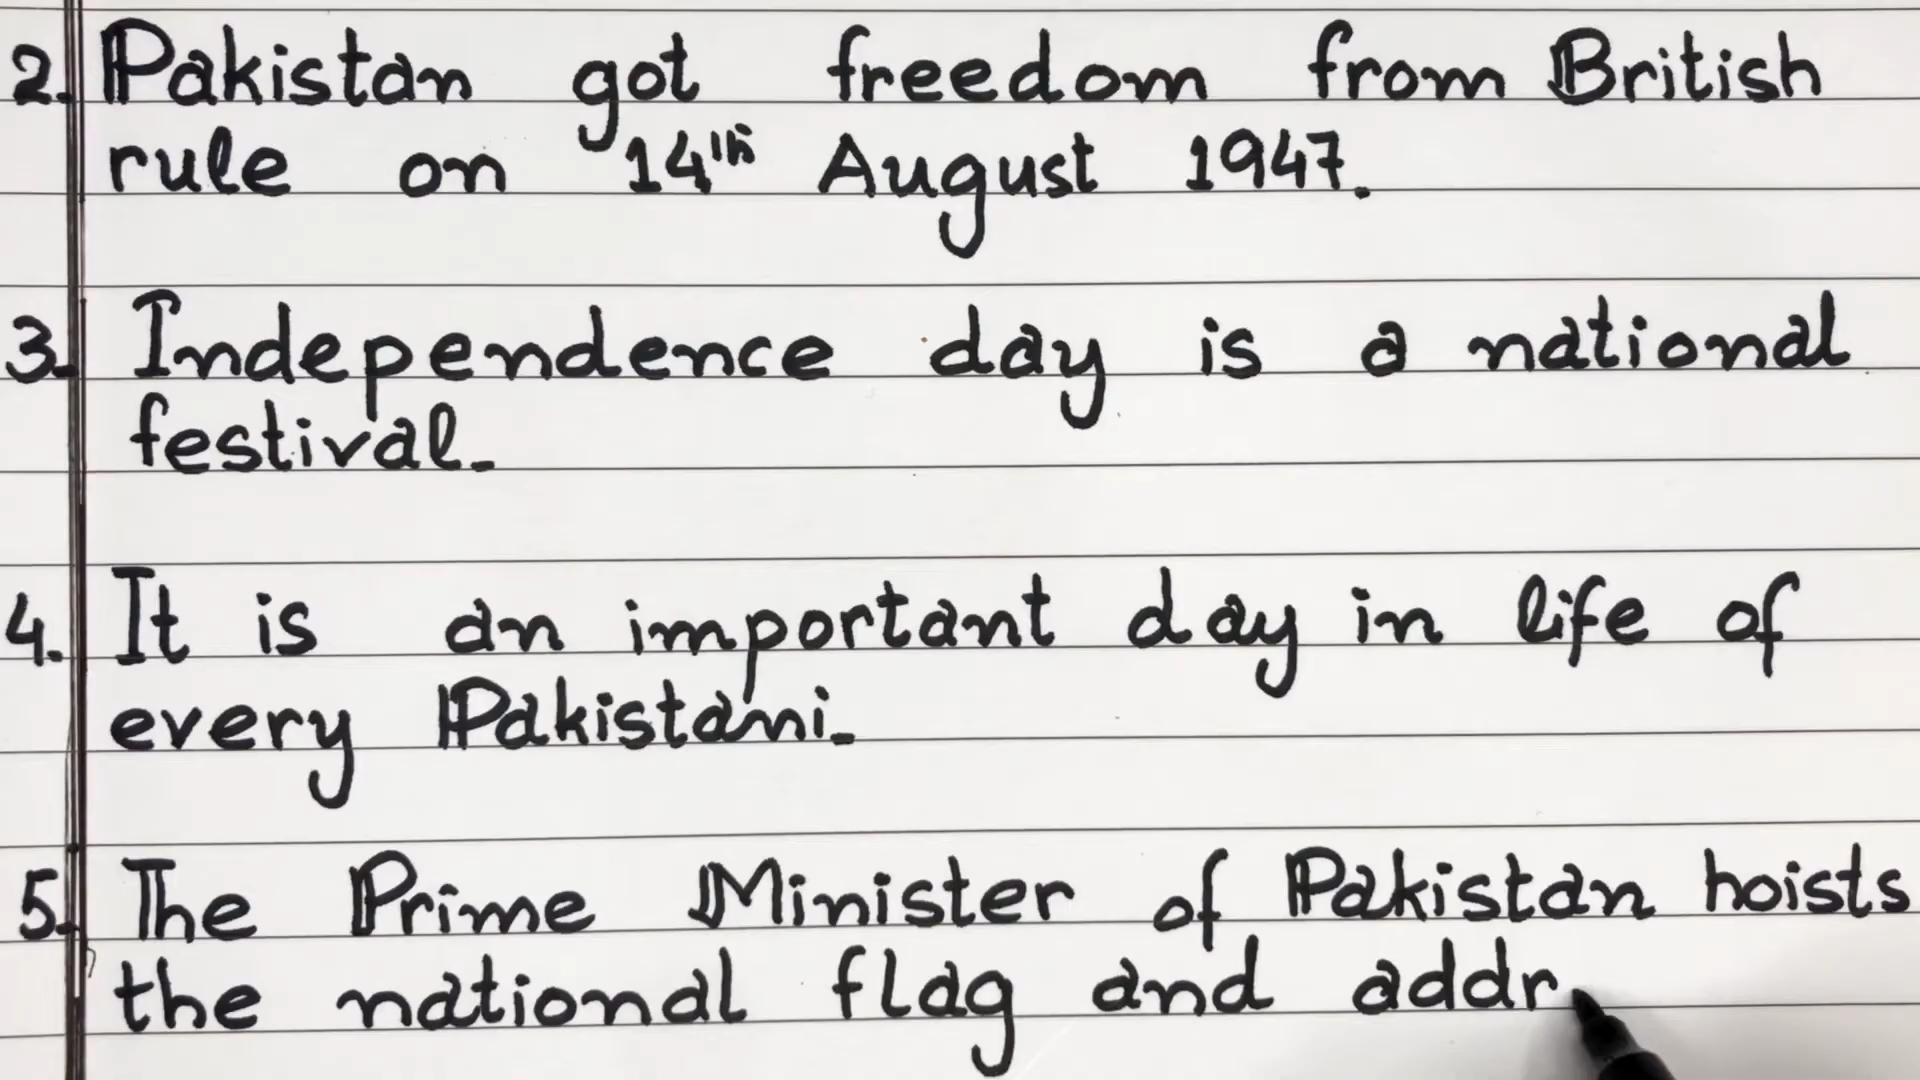 2. Pakistan got freedom from British
rule on 14th August 1947.
3. Independence day is a national
festival.
4. It is an important day in life of
every Pakistani.
5. The Prime Minister of Pakistan hoists
the national flag and addr